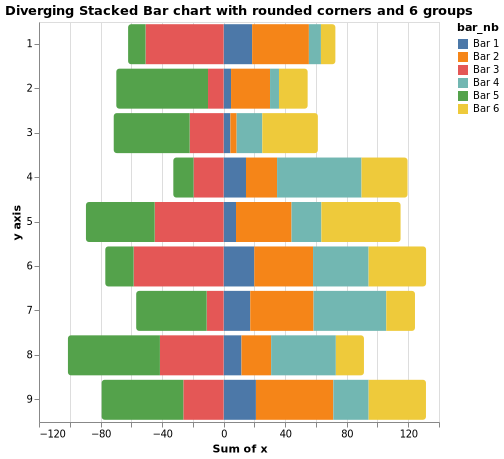 Diverging Stacked Bar chart with rounded corners and 6 groups
bar_nb
Bar 1
Bar 2
Bar 3
Bar 4
Bar 5
Bar 6
y axis
1
2
3
4
5
6
7
8
9
−120 −80 −40 0 40 80 120
Sum of x